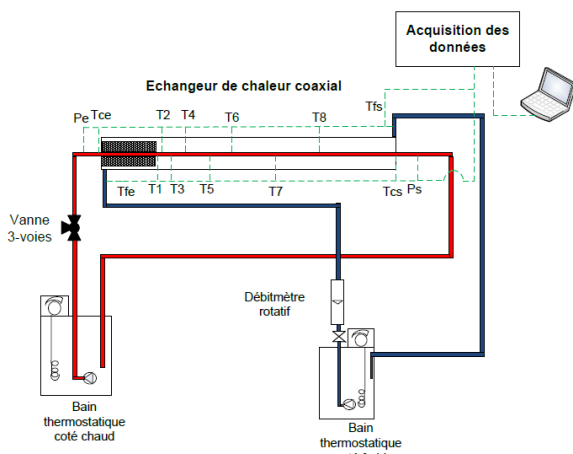 Acquisition des
données
Echangeur de chaleur coaxial
Tfs
Pe Tce T2 T4 T6 T8
Tfe T1 T3 T5 T7 Tcs Ps
Vanne
3-voies
Débitmètre
rotatif
Bain
thermostatique
coté chaud
Bain
thermostatique